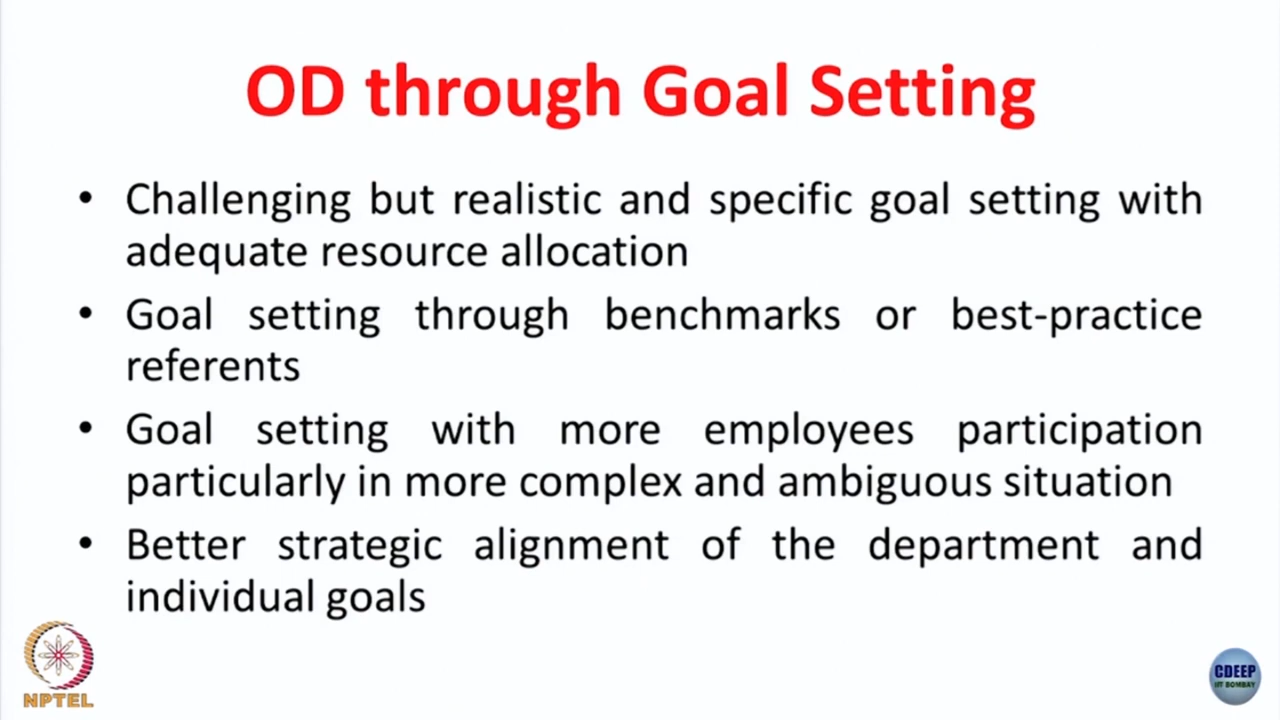 OD through Goal Setting
• Challenging but realistic and specific goal setting with
adequate resource allocation
• Goal setting through benchmarks or best-practice
referents
• Goal setting with more employees participation
particularly in more complex and ambiguous situation
• Better strategic alignment of the department and
individual goals
NPTEL
CDEEP
IIT BOMBAY